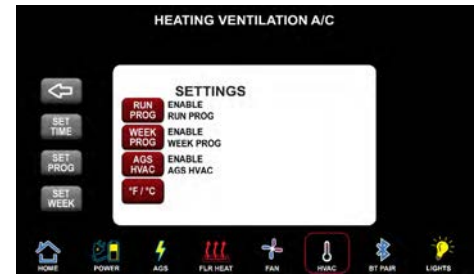 HEATING VENTILATION A/C
SETTINGS
RUN PROG
ENABLE
RUN PROG
WEEK PROG
ENABLE
WEEK PROG
AGS HVAC
ENABLE
AGS HVAC
°F / °C
SET TIME
SET PROG
SET WEEK
HOME
POWER
AGS
FLR HEAT
FAN
HVAC
BT PAIR
LIGHTS